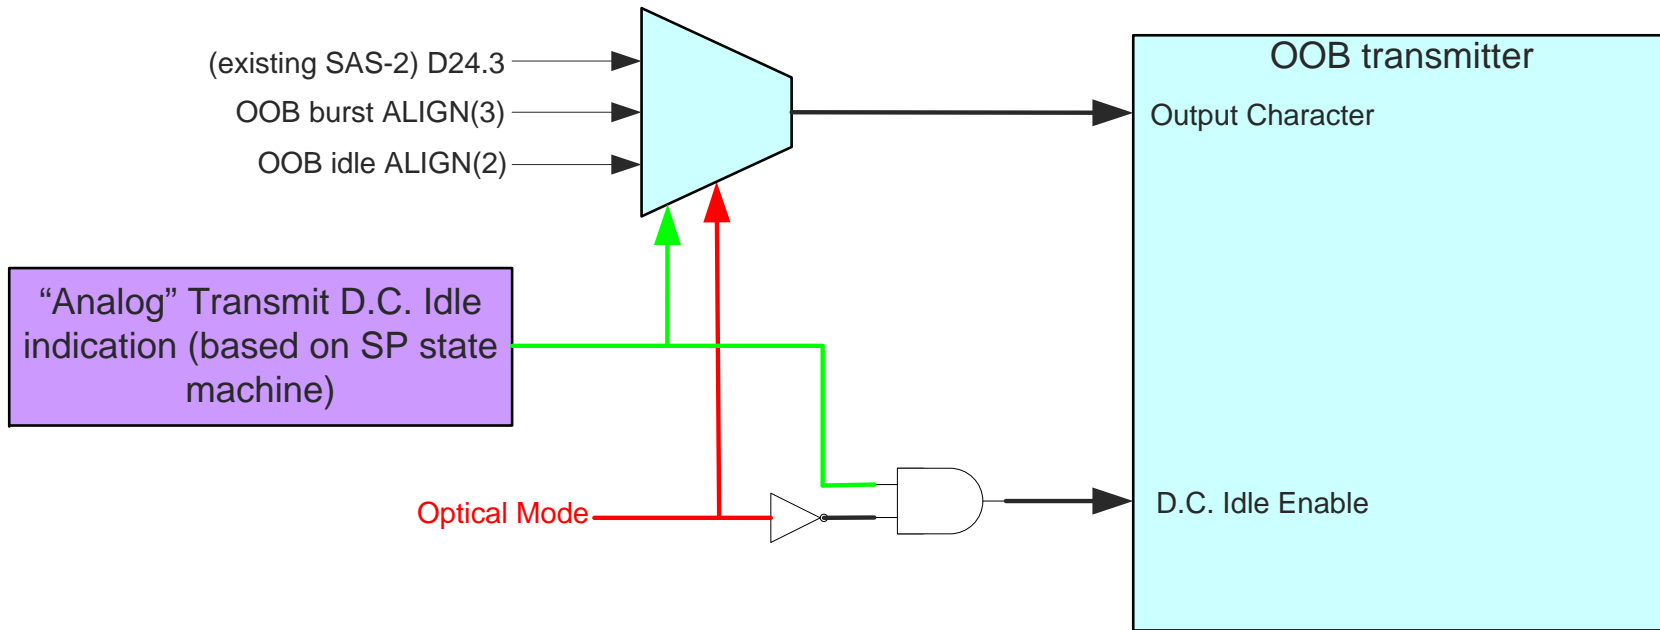 (existing SAS-2) D24.3
OOB burst ALIGN(3)
OOB idle ALIGN(2)
OOB transmitter
Output Character
“Analog” Transmit D.C. Idle
indication (based on SP state
machine)
Optical Mode
D.C. Idle Enable